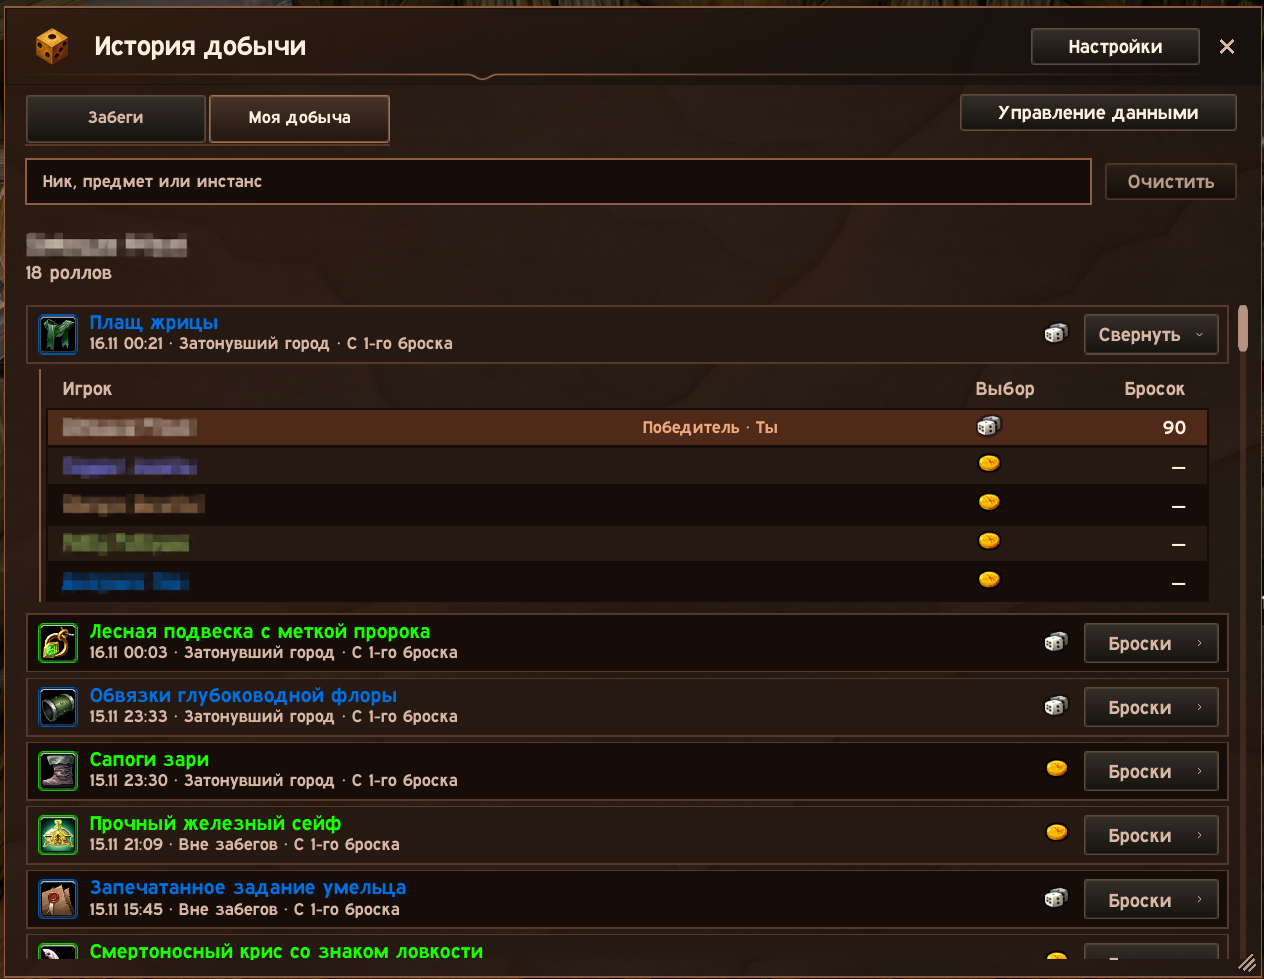 История добычи
Настройки
Забеги
Моя добыча
Управление данными
Ник, предмет или инстанс
Очистить
18 роллов
Плащ жрицы
16.11 00:21 · Затонувший город · С 1-го броска
Свернуть
Игрок
Выбор
Бросок
Победитель · Ты
90
—
—
—
—
Лесная подвеска с меткой пророка
16.11 00:03 · Затонувший город · С 1-го броска
Броски
Обвязки глубоководной флоры
15.11 23:33 · Затонувший город · С 1-го броска
Броски
Сапоги зари
15.11 23:30 · Затонувший город · С 1-го броска
Броски
Прочный железный сейф
15.11 21:09 · Вне забегов · С 1-го броска
Броски
Запечатанное задание умельца
15.11 15:45 · Вне забегов · С 1-го броска
Броски
Смертоносный крис со знаком ловкости